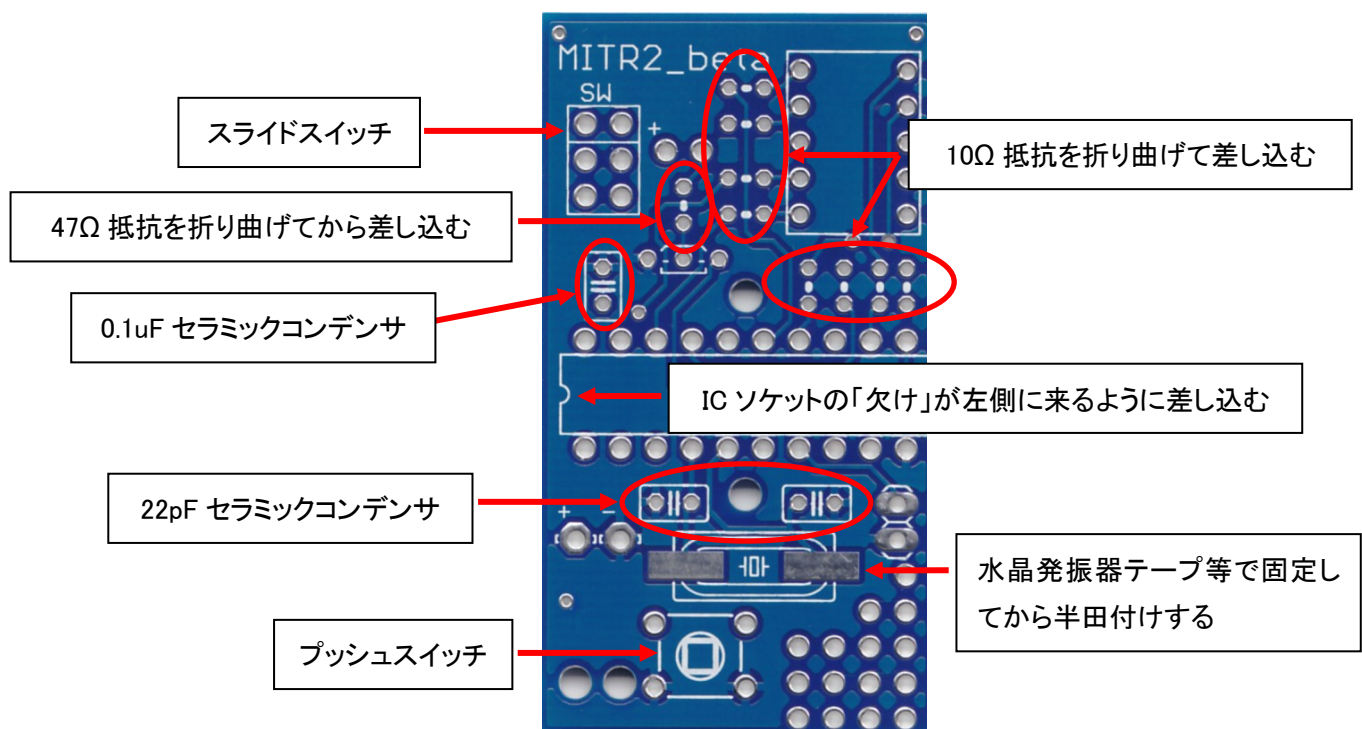 MITR2_beta
SW
+
スライドスイッチ
10Ω 抵抗を折り曲げて差し込む
47Ω 抵抗を折り曲げてから差し込む
0.1uF セラミックコンデンサ
IC ソケットの「欠け」が左側に来るように差し込む
22pF セラミックコンデンサ
+ −
水晶発振器テープ等で固定し
てから半田付けする
プッシュスイッチ